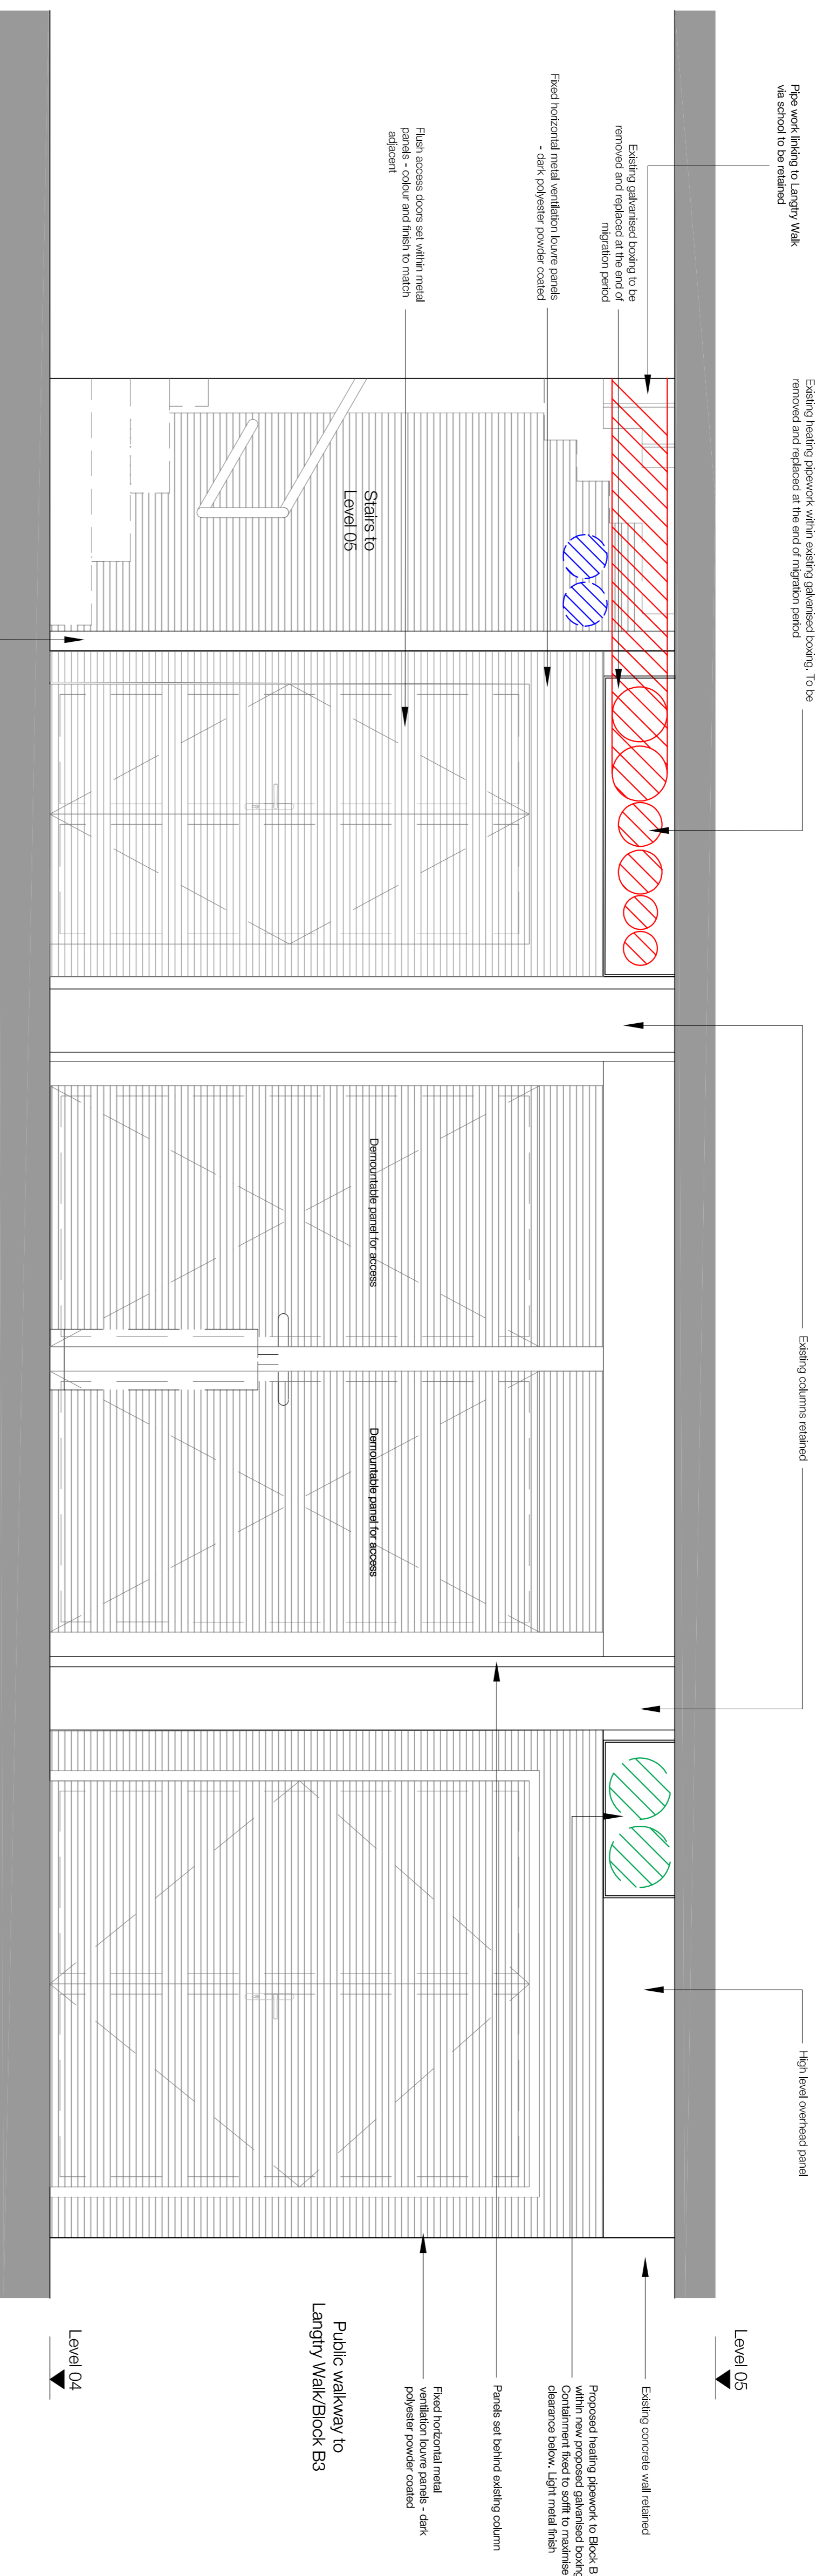 Pipe work linking to Langtry Walk
via school to be retained
Existing heating pipework within existing galvanised boxing. To be
removed and replaced at the end of migration period
Existing columns retained
High level overhead panel
Level 05
Existing galvanised boxing to be
removed and replaced at the end of
migration period
Fixed horizontal metal ventilation louvre panels
- dark polyester powder coated
Flush access doors set within metal
panels - colour and finish to match
adjacent
Stairs to
Level 05
Demountable panel for access
Demountable panel for access
Existing concrete wall retained
Proposed heating pipework to Block B
within new proposed galvanised boxing
Containment fixed to soffit to maximise
clearance below. Light metal finish
Panels set behind existing column
Fixed horizontal metal
ventilation louvre panels - dark
polyester powder coated
Public walkway to
Langtry Walk/Block B3
Level 04